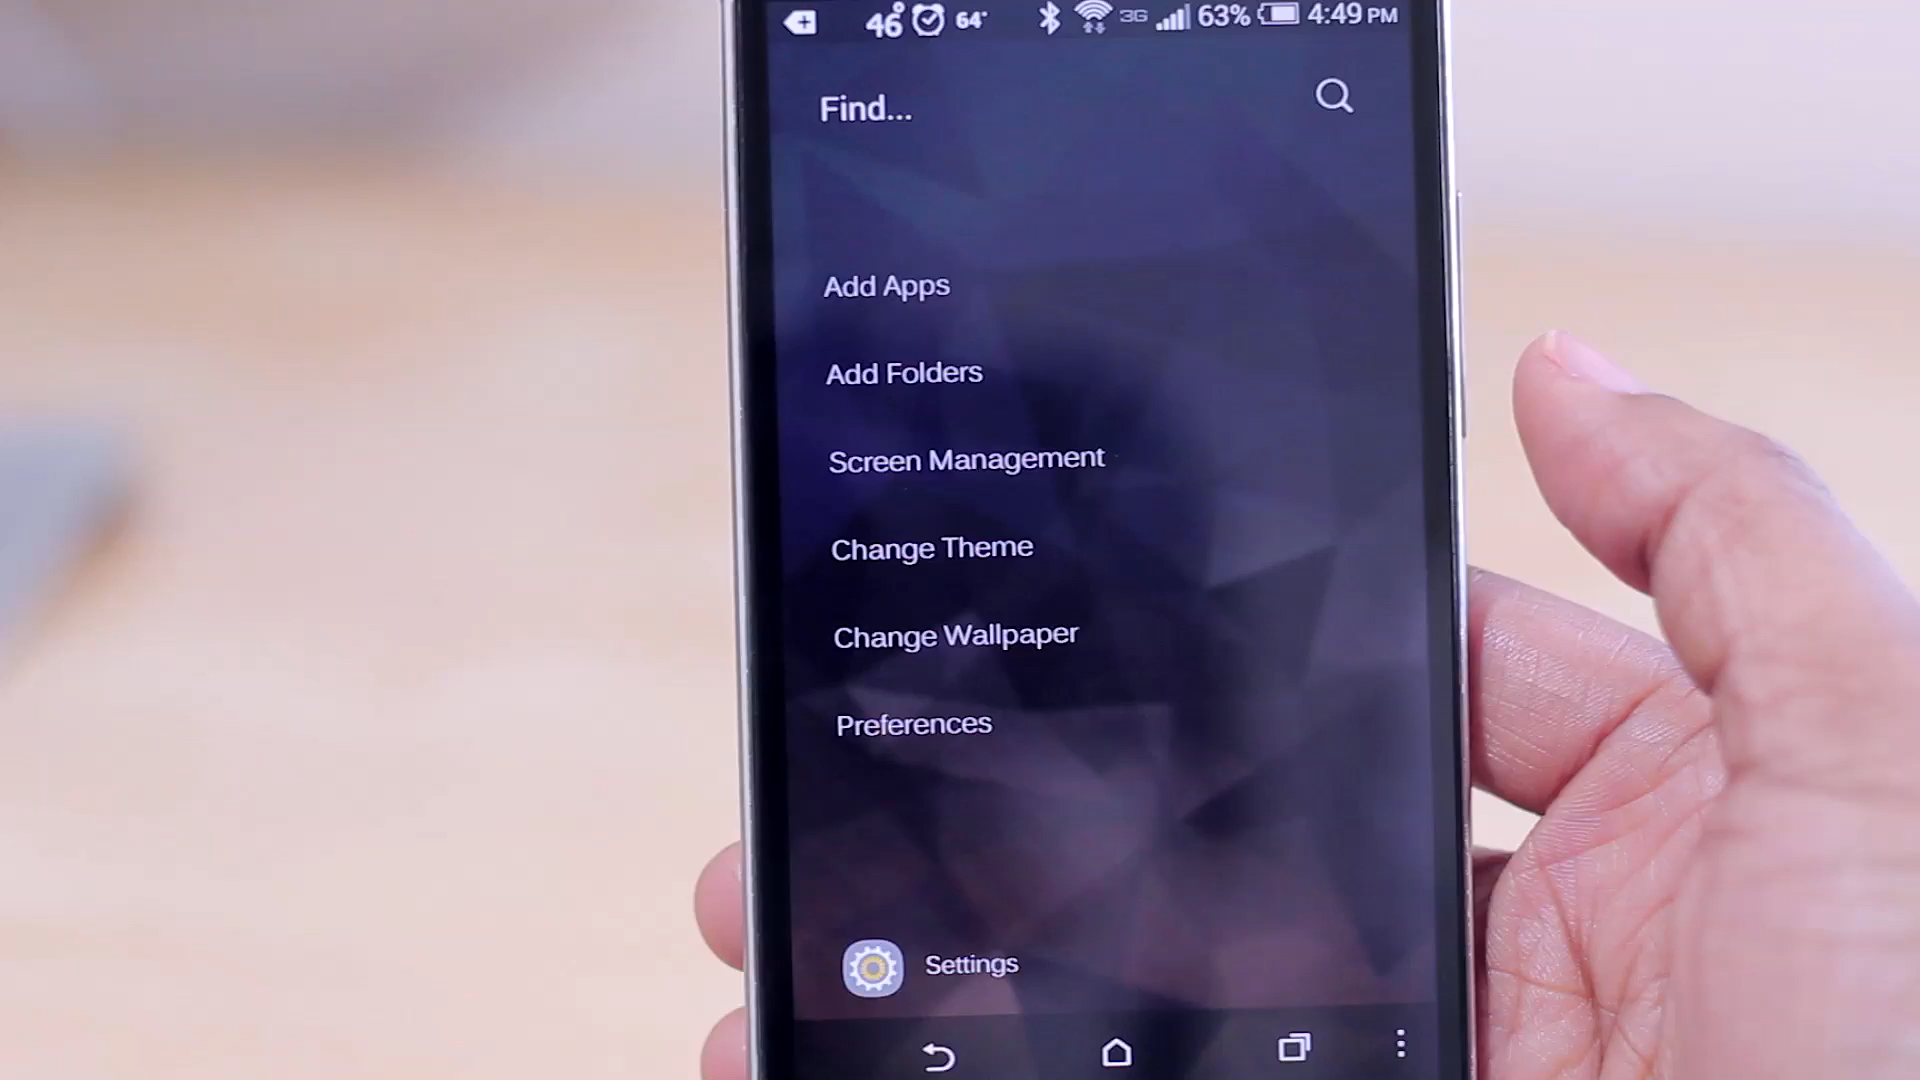 46° 64° 3G 63% 4:49 PM
Find...
Add Apps
Add Folders
Screen Management
Change Theme
Change Wallpaper
Preferences
Settings